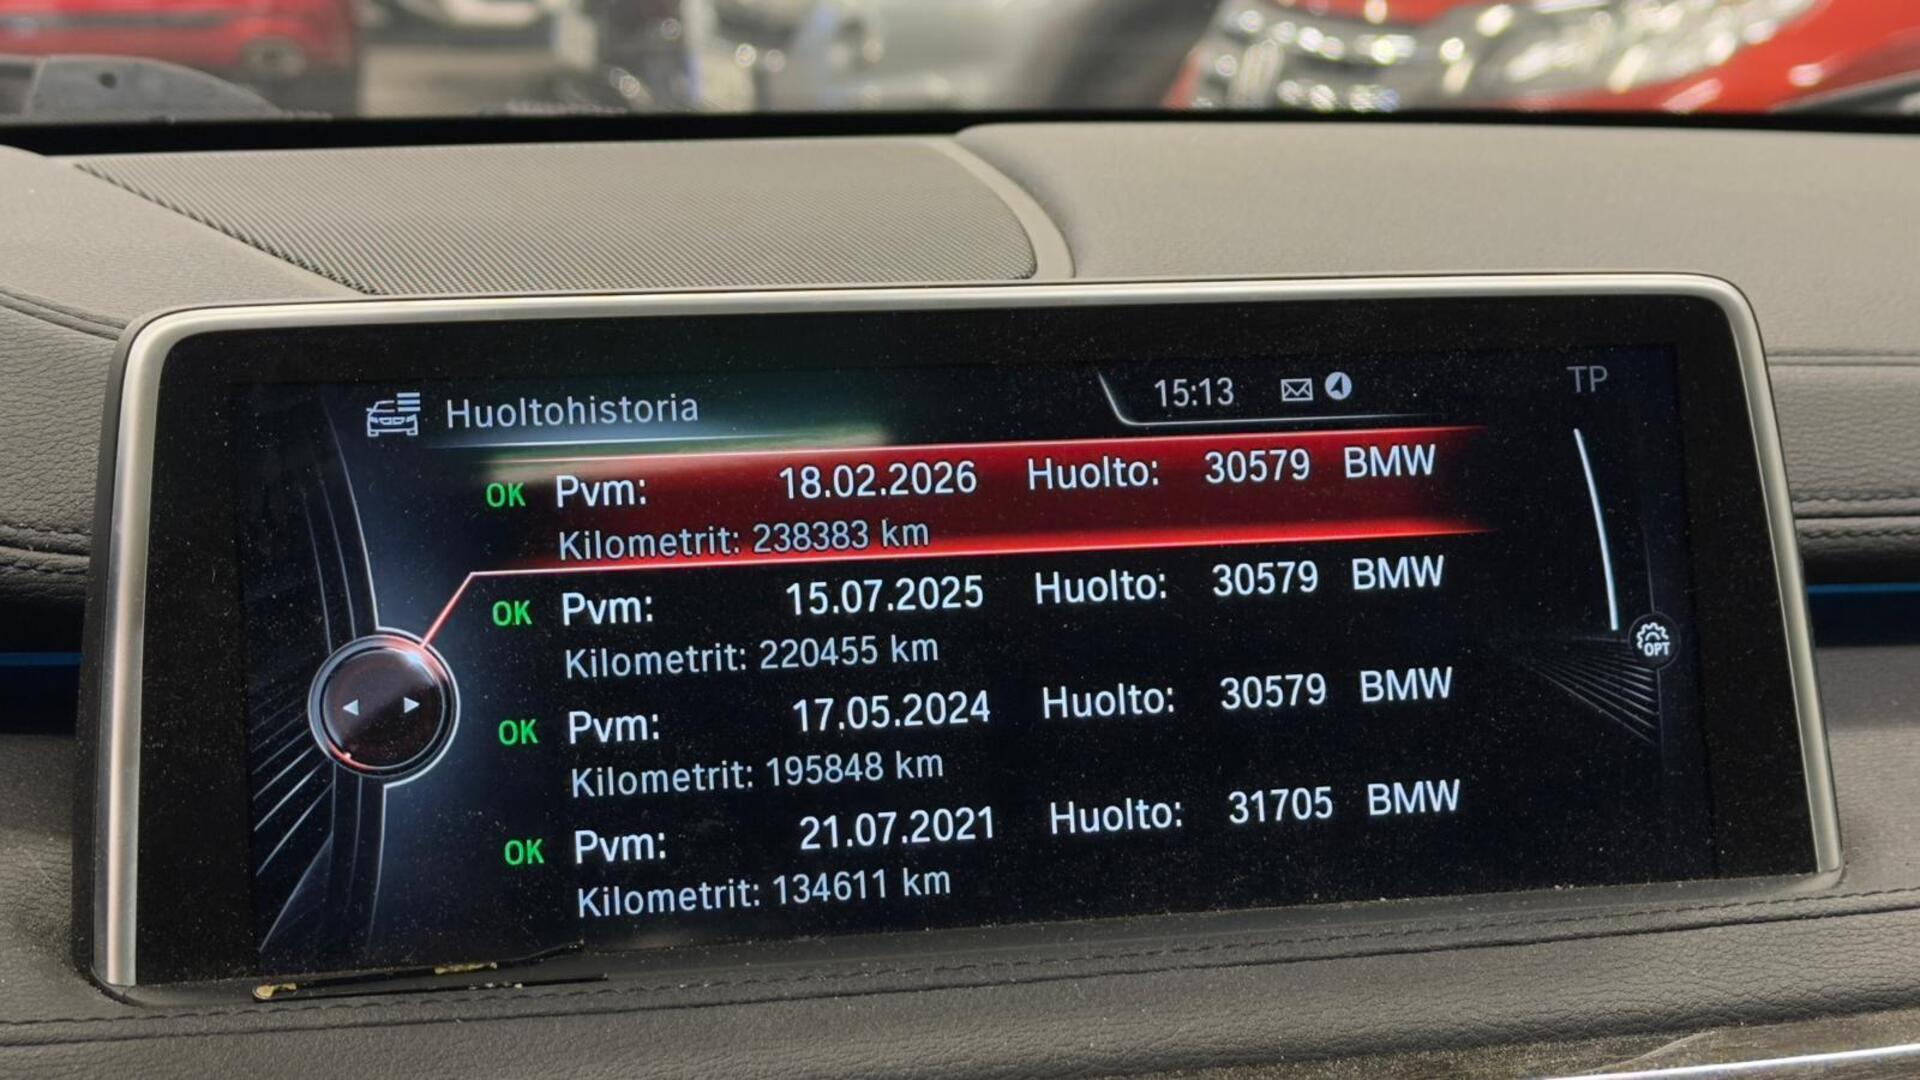 Huoltohistoria 15:13 TP
OK Pvm: 18.02.2026 Huolto: 30579 BMW
Kilometrit: 238383 km
OK Pvm: 15.07.2025 Huolto: 30579 BMW
Kilometrit: 220455 km
OK Pvm: 17.05.2024 Huolto: 30579 BMW
Kilometrit: 195848 km
OK Pvm: 21.07.2021 Huolto: 31705 BMW
Kilometrit: 134611 km
OPT